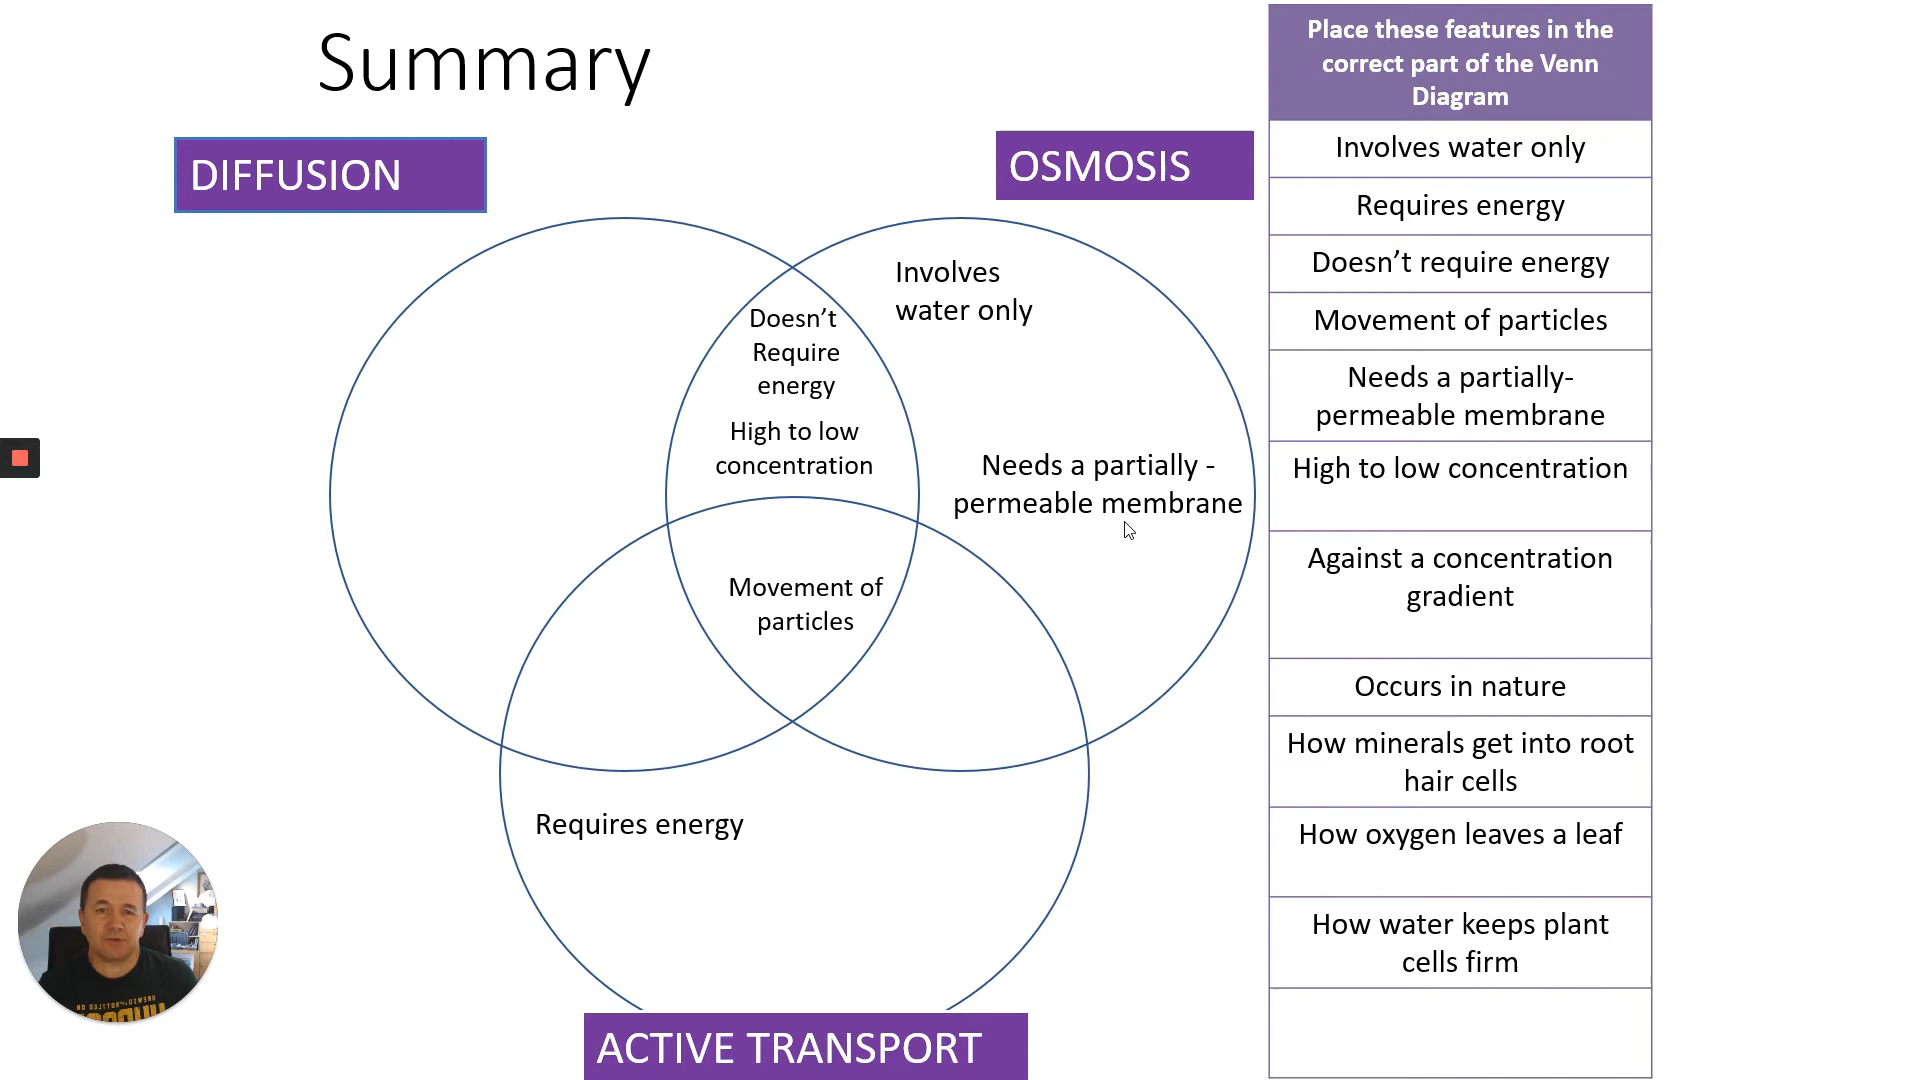 Summary
DIFFUSION
OSMOSIS
Involves
water only
Doesn't
Require
energy
High to low
concentration
Needs a partially -
permeable membrane
Movement of
particles
Requires energy
ACTIVE TRANSPORT
Place these features in the
correct part of the Venn
Diagram
Involves water only
Requires energy
Doesn't require energy
Movement of particles
Needs a partially-
permeable membrane
High to low concentration
Against a concentration
gradient
Occurs in nature
How minerals get into root
hair cells
How oxygen leaves a leaf
How water keeps plant
cells firm